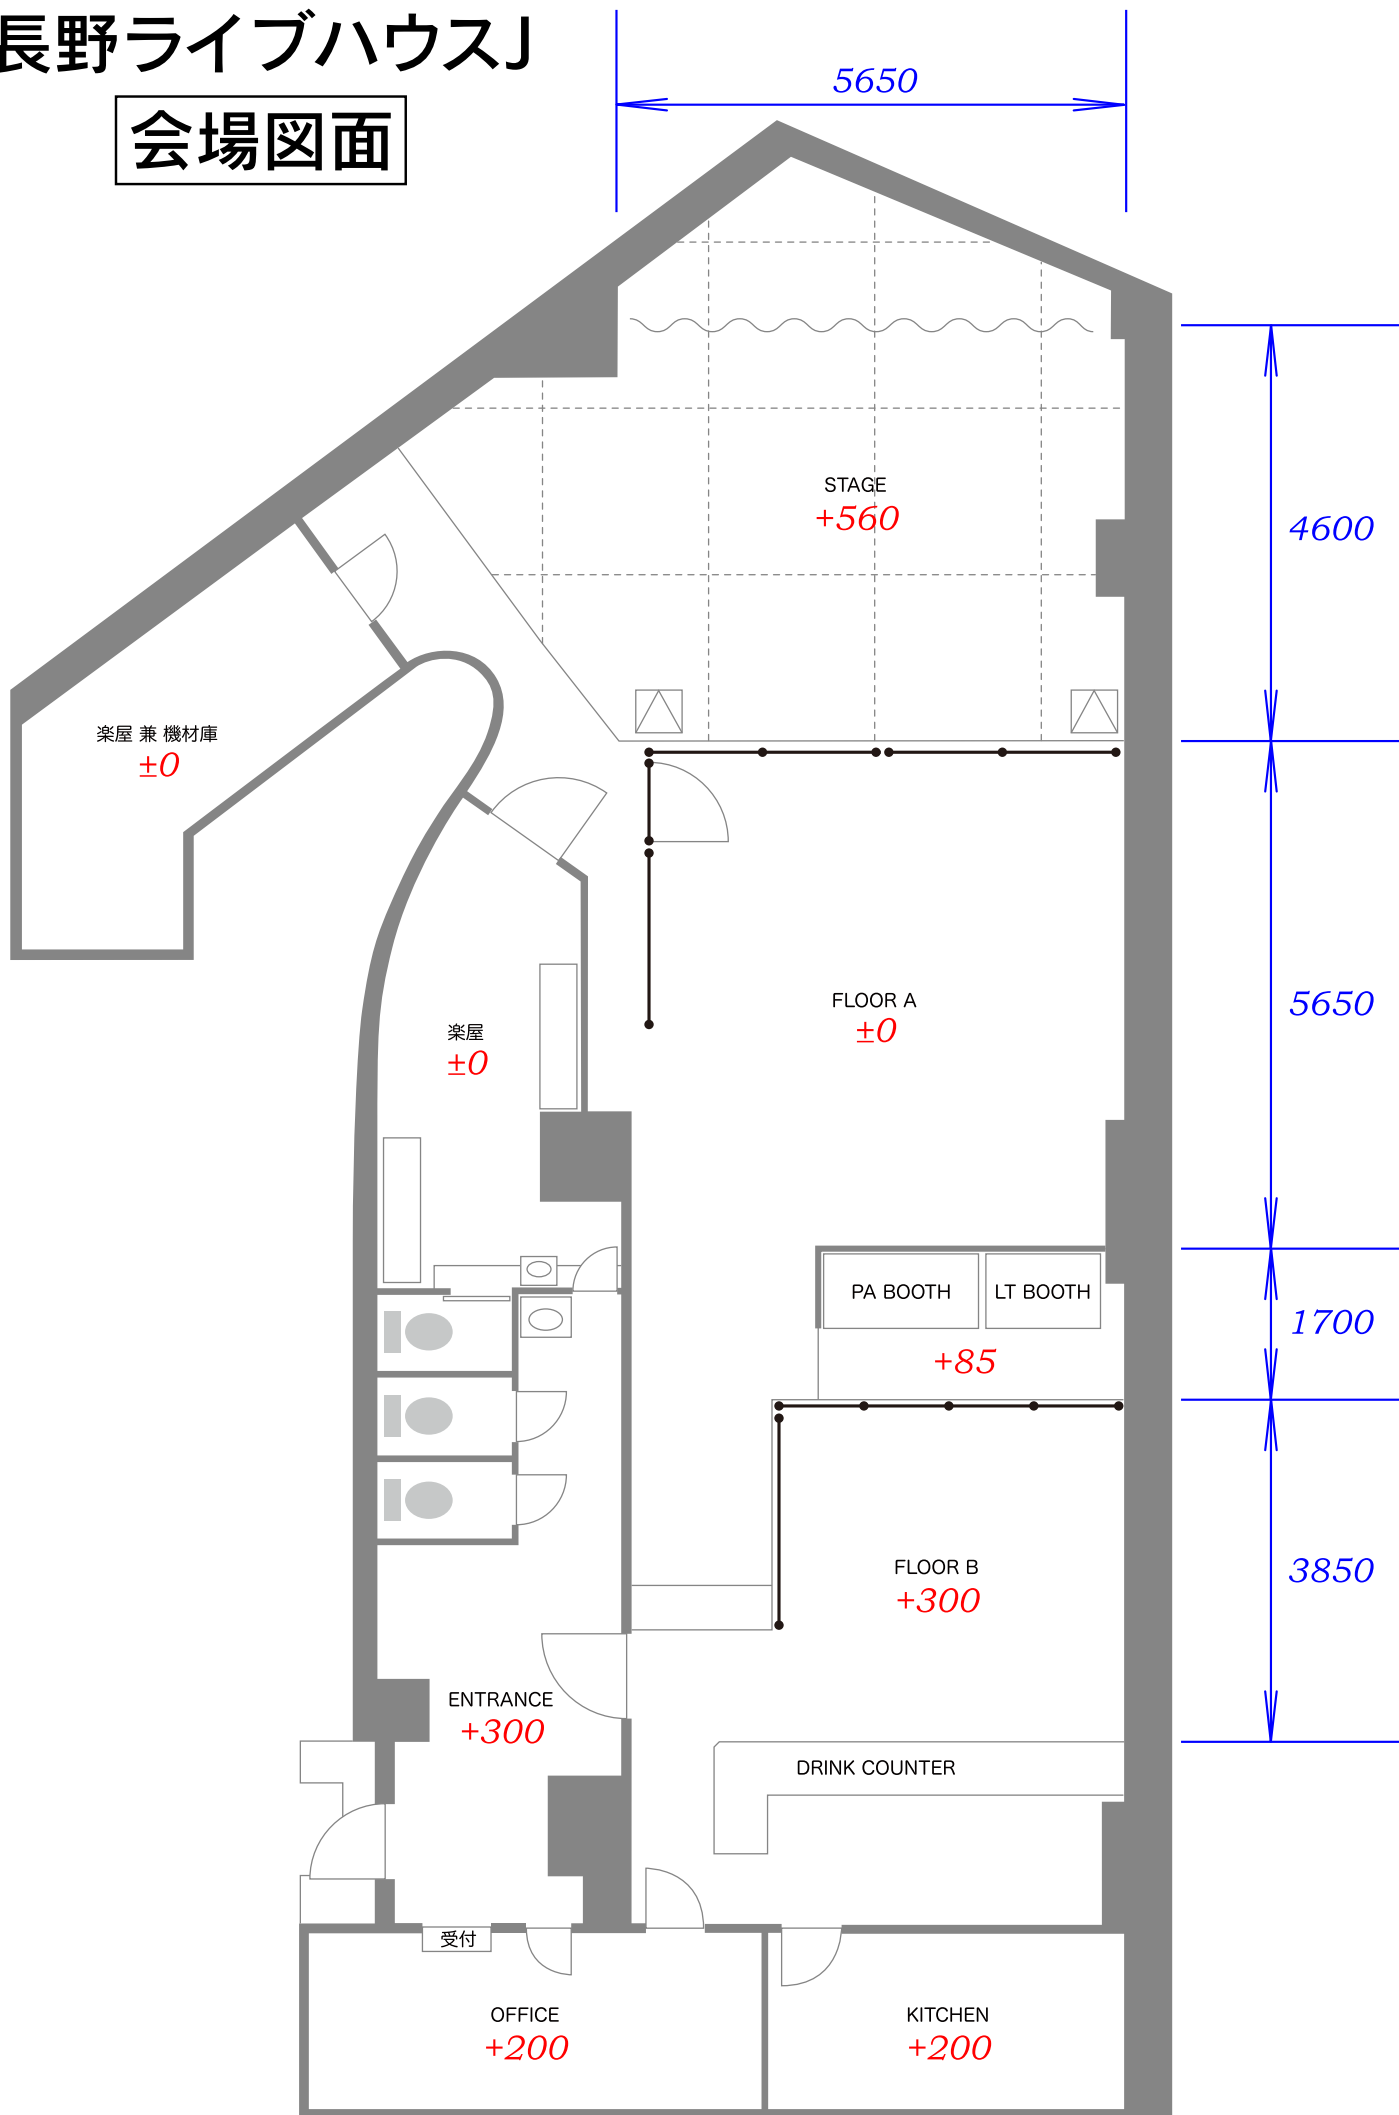 長野ライブハウスJ
会場図面
5650
STAGE
+560
4600
楽屋 兼 機材庫
±0
FLOOR A
±0
5650
楽屋
±0
PA BOOTH
LT BOOTH
+85
1700
FLOOR B
+300
3850
ENTRANCE
+300
DRINK COUNTER
受付
OFFICE
+200
KITCHEN
+200